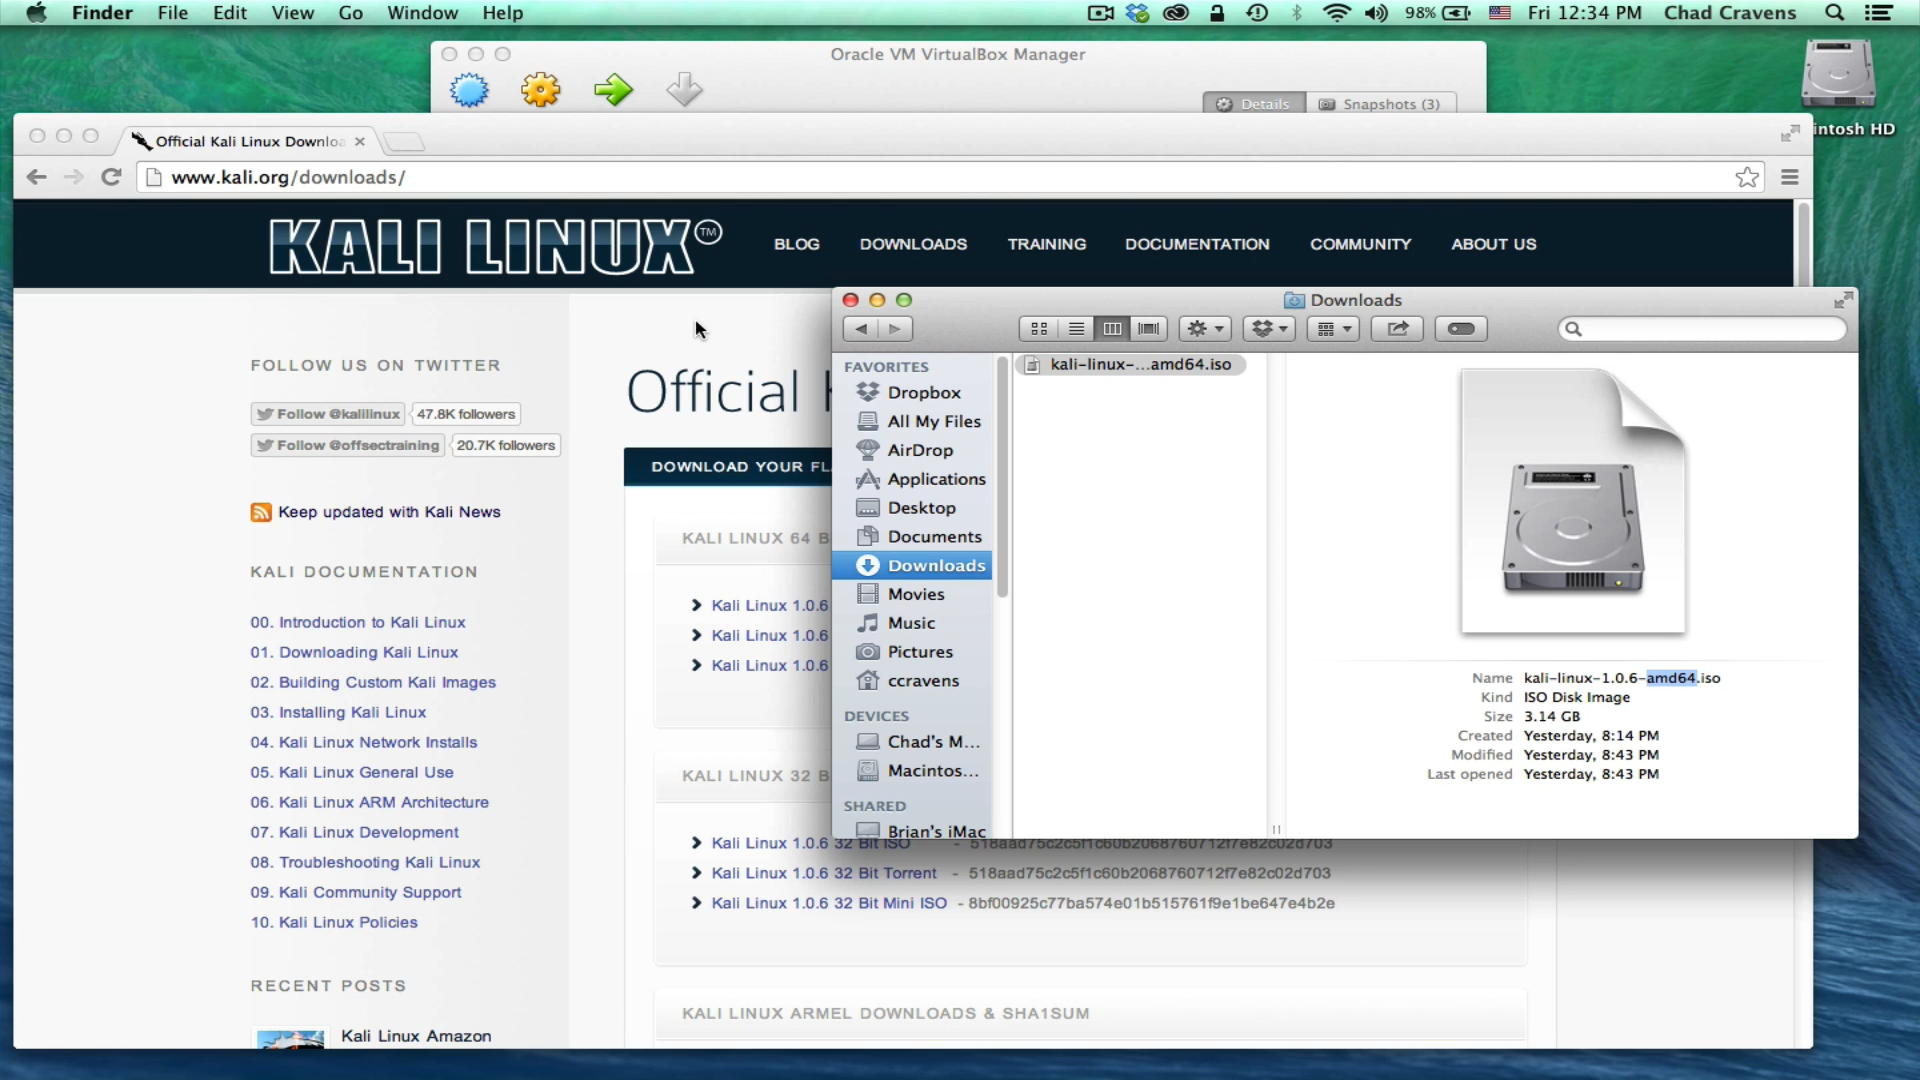 Finder File Edit View Go Window Help
98% Fri 12:34 PM Chad Cravens
Oracle VM VirtualBox Manager
Details Snapshots (3)
intosh HD
Official Kali Linux Downloa
www.kali.org/downloads/
KALI LINUX™
BLOG DOWNLOADS TRAINING DOCUMENTATION COMMUNITY ABOUT US
FOLLOW US ON TWITTER
Follow @kalilinux 47.8K followers
Follow @offsectraining 20.7K followers
Keep updated with Kali News
KALI DOCUMENTATION
00. Introduction to Kali Linux
01. Downloading Kali Linux
02. Building Custom Kali Images
03. Installing Kali Linux
04. Kali Linux Network Installs
05. Kali Linux General Use
06. Kali Linux ARM Architecture
07. Kali Linux Development
08. Troubleshooting Kali Linux
09. Kali Community Support
10. Kali Linux Policies
RECENT POSTS
Kali Linux Amazon
Official
DOWNLOAD YOUR FL
KALI LINUX 64 B
Kali Linux 1.0.6
Kali Linux 1.0.6
Kali Linux 1.0.6
KALI LINUX 32 B
Kali Linux 1.0.6 32 Bit ISO - 518aad75c2c5f1c60b2068760712f7e82c02d703
Kali Linux 1.0.6 32 Bit Torrent - 518aad75c2c5f1c60b2068760712f7e82c02d703
Kali Linux 1.0.6 32 Bit Mini ISO - 8bf00925c77ba574e01b515761f9e1be647e4b2e
KALI LINUX ARMEL DOWNLOADS & SHA1SUM
Downloads
FAVORITES
Dropbox
All My Files
AirDrop
Applications
Desktop
Documents
Downloads
Movies
Music
Pictures
ccravens
DEVICES
Chad's M...
Macintos...
SHARED
Brian's iMac
kali-linux-...amd64.iso
Name kali-linux-1.0.6-amd64.iso
Kind ISO Disk Image
Size 3.14 GB
Created Yesterday, 8:14 PM
Modified Yesterday, 8:43 PM
Last opened Yesterday, 8:43 PM